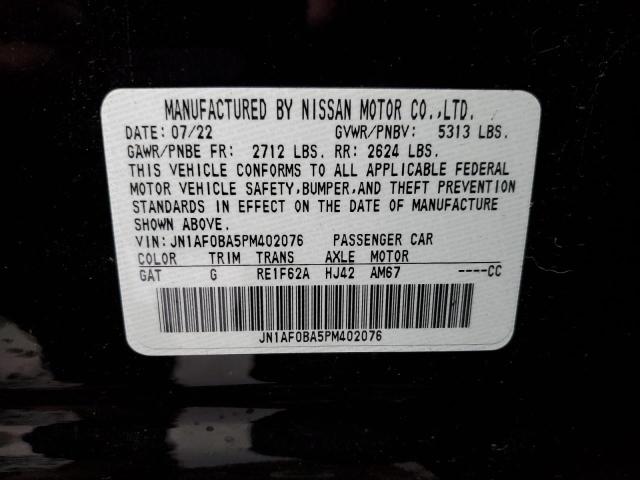 MANUFACTURED BY NISSAN MOTOR CO.,LTD.
DATE: 07/22 GVWR/PNBV: 5313 LBS.
GAWR/PNBE FR: 2712 LBS. RR: 2624 LBS.
THIS VEHICLE CONFORMS TO ALL APPLICABLE FEDERAL
MOTOR VEHICLE SAFETY,BUMPER,AND THEFT PREVENTION
STANDARDS IN EFFECT ON THE DATE OF MANUFACTURE
SHOWN ABOVE.
VIN: JN1AF0BA5PM402076 PASSENGER CAR
COLOR TRIM TRANS AXLE MOTOR
GAT G RE1F62A HJ42 AM67 ----CC
JN1AF0BA5PM402076